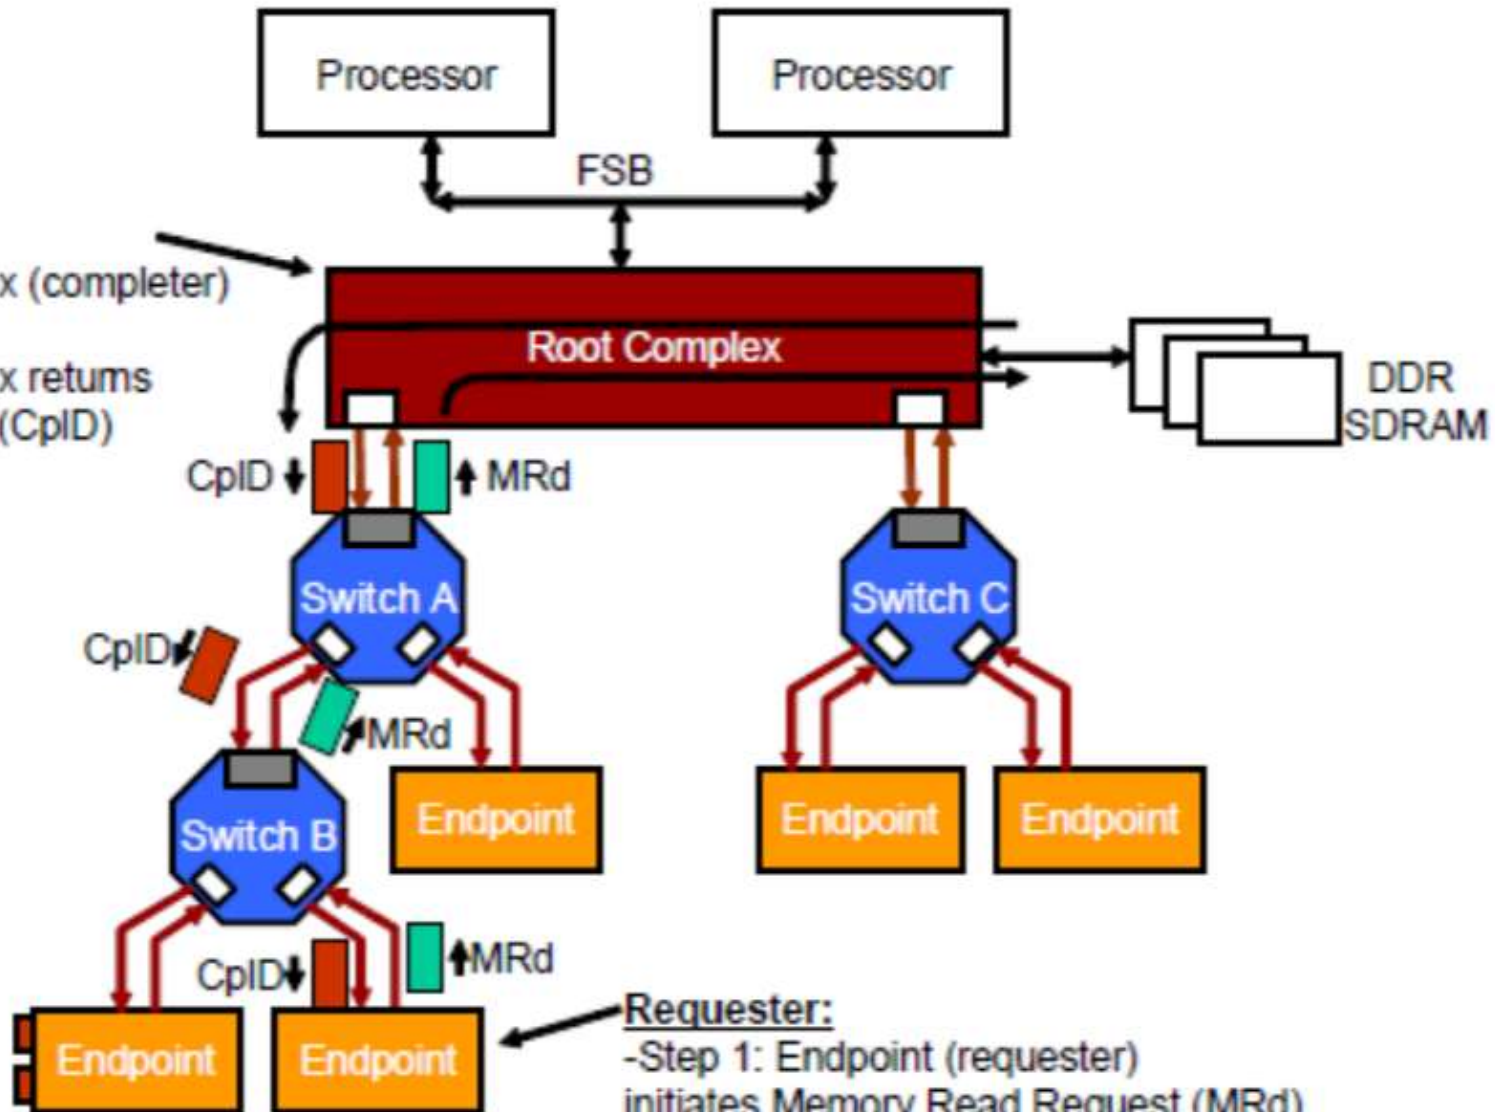 Processor
Processor
FSB
x (completer)
Root Complex
x returns
(CplD)
DDR
SDRAM
CplD
MRd
Switch A
Switch C
CplD
MRd
Switch B
Endpoint
Endpoint
Endpoint
CplD
MRd
Endpoint
Endpoint
Requester:
-Step 1: Endpoint (requester)
initiates Memory Read Request (MRd)